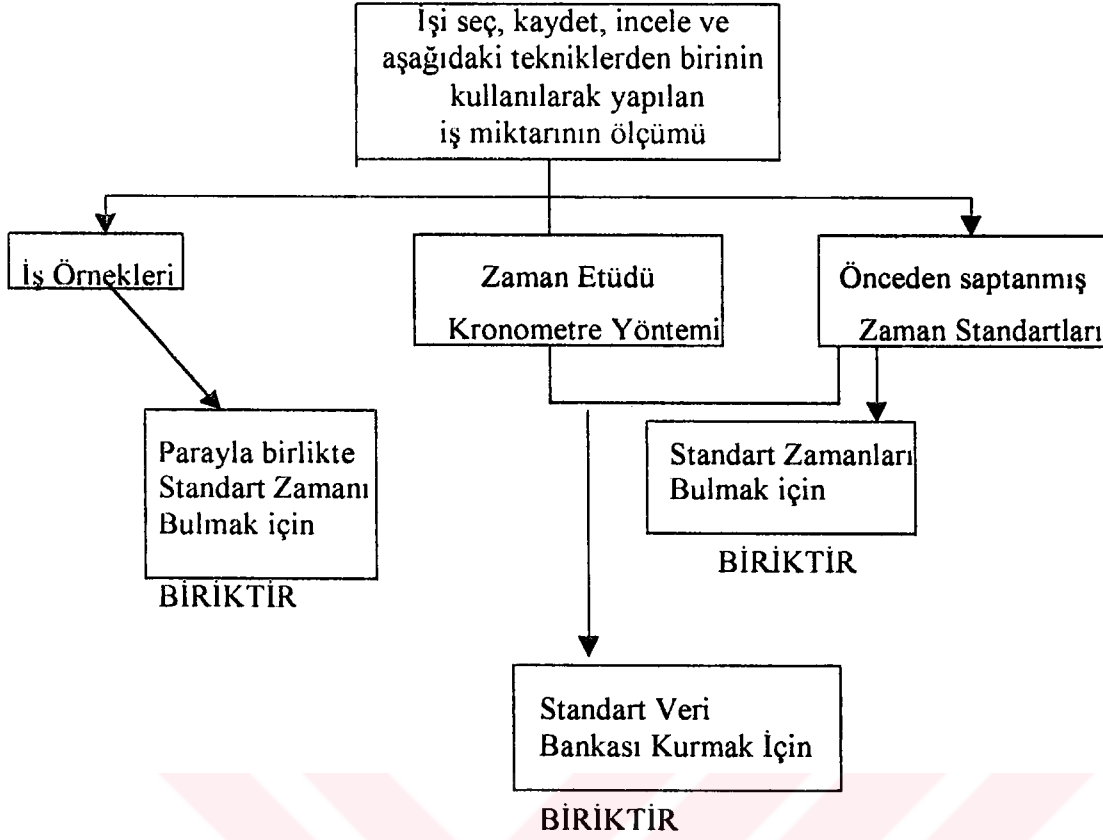 İşi seç, kaydet, incele ve
aşağıdaki tekniklerden birinin
kullanılarak yapılan
iş miktarının ölçümü
İş Örnekleri
Zaman Etüdü
Kronometre Yöntemi
Önceden saptanmış
Zaman Standartları
Parayla birlikte
Standart Zamanı
Bulmak için
BİRİKTİR
Standart Zamanları
Bulmak için
BİRİKTİR
Standart Veri
Bankası Kurmak İçin
BİRİKTİR